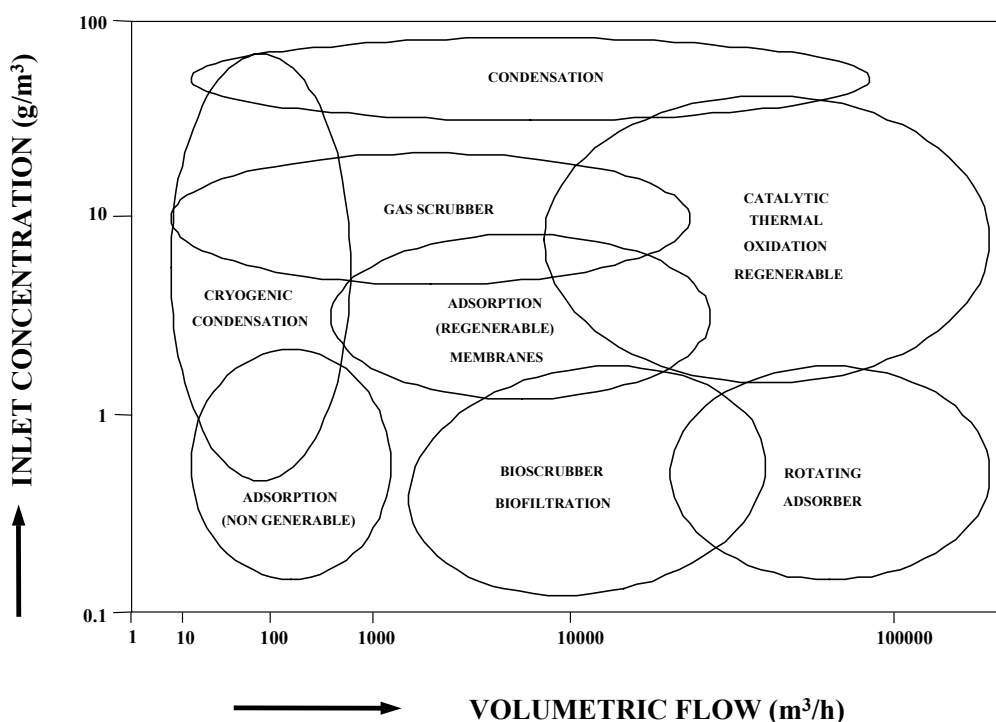 INLET CONCENTRATION (g/m³)
100
10
1
0.1
CONDENSATION
GAS SCRUBBER
CATALYTIC
THERMAL
OXIDATION
REGENERABLE
CRYOGENIC
CONDENSATION
ADSORPTION
(REGENERABLE)
MEMBRANES
ADSORPTION
(NON GENERABLE)
BIOSCRUBBER
BIOFILTRATION
ROTATING
ADSORBER
1 10 100 1000 10000 100000
VOLUMETRIC FLOW (m³/h)